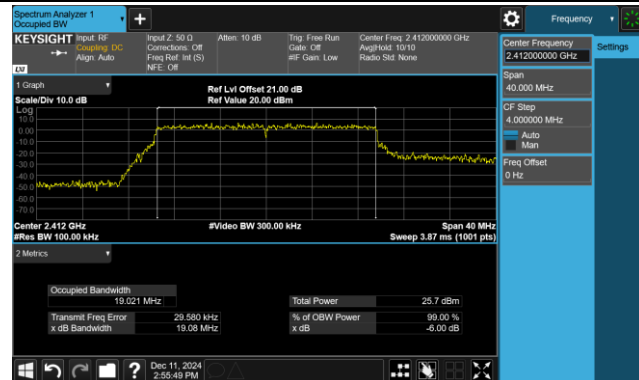 Spectrum Analyzer 1
Occupied BW
Frequency
KEYSIGHT
Input: RF
Coupling: DC
Align: Auto
Input Z: 50 Ω
Corrections: Off
Freq Ref: Int (S)
NFE: Off
Atten: 10 dB
Trig: Free Run
Gate: Off
#IF Gain: Low
Center Freq: 2.412000000 GHz
Avg|Hold: 10/10
Radio Std: None
LXI
Center Frequency
2.412000000 GHz
Settings
Span
40.000 MHz
CF Step
4.000000 MHz
Auto
Man
Freq Offset
0 Hz
1 Graph
Scale/Div 10.0 dB
Ref Lvl Offset 21.00 dB
Ref Value 20.00 dBm
Log
10.0
0.00
-10.0
-20.0
-30.0
-40.0
-50.0
-60.0
-70.0
Center 2.412 GHz
#Res BW 100.00 kHz
#Video BW 300.00 kHz
Span 40 MHz
Sweep 3.87 ms (1001 pts)
2 Metrics
Occupied Bandwidth
19.021 MHz
Total Power 25.7 dBm
Transmit Freq Error 29.580 kHz
% of OBW Power 99.00 %
x dB Bandwidth 19.08 MHz
x dB -6.00 dB
Dec 11, 2024
2:55:49 PM